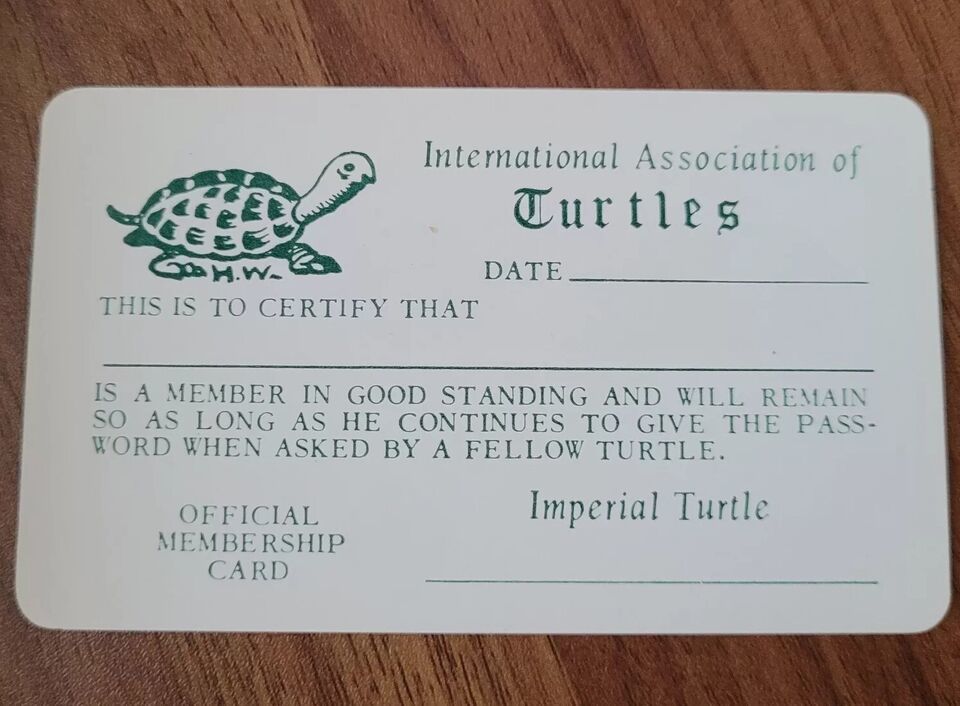 International Association of
Turtles
H.W.
DATE
THIS IS TO CERTIFY THAT
IS A MEMBER IN GOOD STANDING AND WILL REMAIN
SO AS LONG AS HE CONTINUES TO GIVE THE PASS-
WORD WHEN ASKED BY A FELLOW TURTLE.
OFFICIAL
MEMBERSHIP
CARD
Imperial Turtle